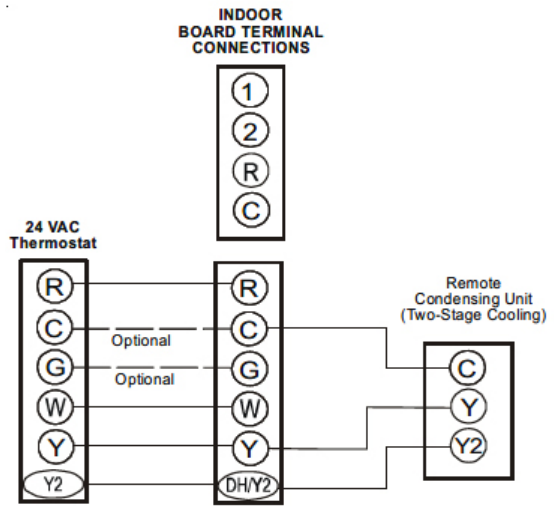 INDOOR
BOARD TERMINAL
CONNECTIONS
1
2
R
C
24 VAC
Thermostat
R
C
G
W
Y
Y2
Optional
Optional
R
C
G
W
Y
DH/Y2
Remote
Condensing Unit
(Two-Stage Cooling)
C
Y
Y2